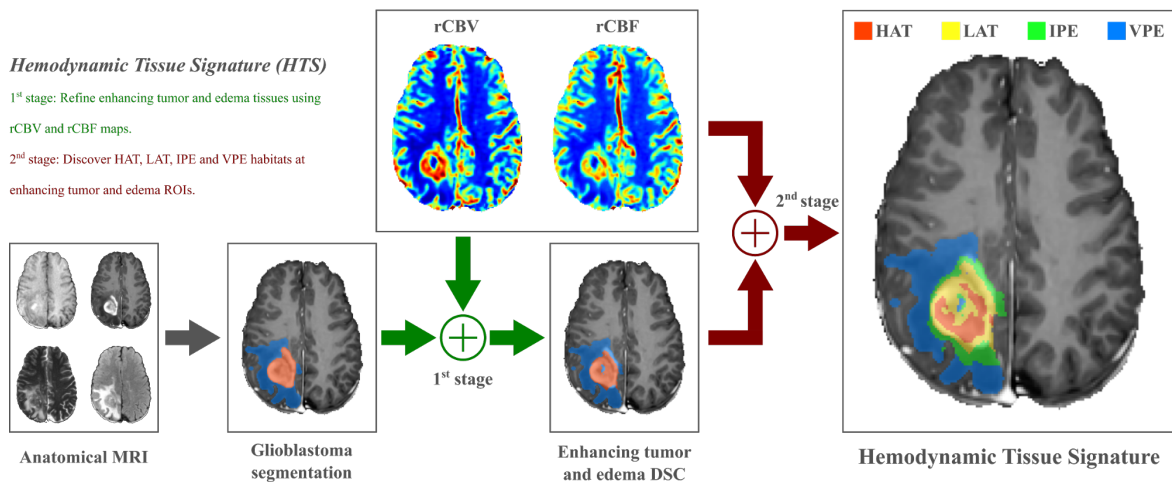 Hemodynamic Tissue Signature (HTS)
1st stage: Refine enhancing tumor and edema tissues using
rCBV and rCBF maps.
2nd stage: Discover HAT, LAT, IPE and VPE habitats at
enhancing tumor and edema ROIs.
rCBV
rCBF
HAT
LAT
IPE
VPE
1st stage
2nd stage
Anatomical MRI
Glioblastoma
segmentation
Enhancing tumor
and edema DSC
Hemodynamic Tissue Signature